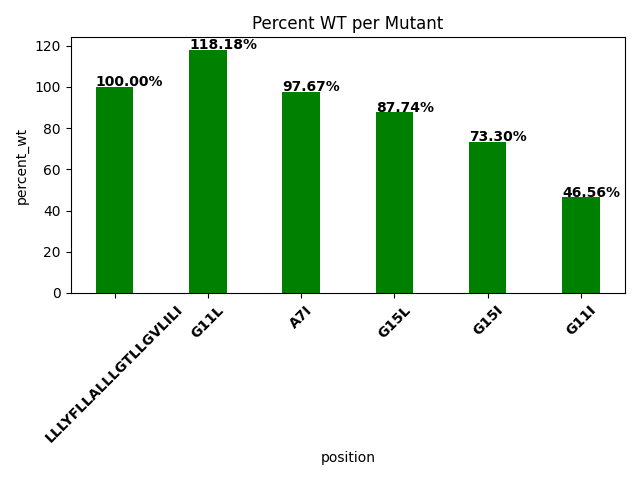 Percent WT per Mutant
percent_wt
120
100
80
60
40
20
0
100.00%
118.18%
97.67%
87.74%
73.30%
46.56%
LLLYFLLALLLGTLLGVLILI
G11L
A7I
G15L
G15I
G11I
position